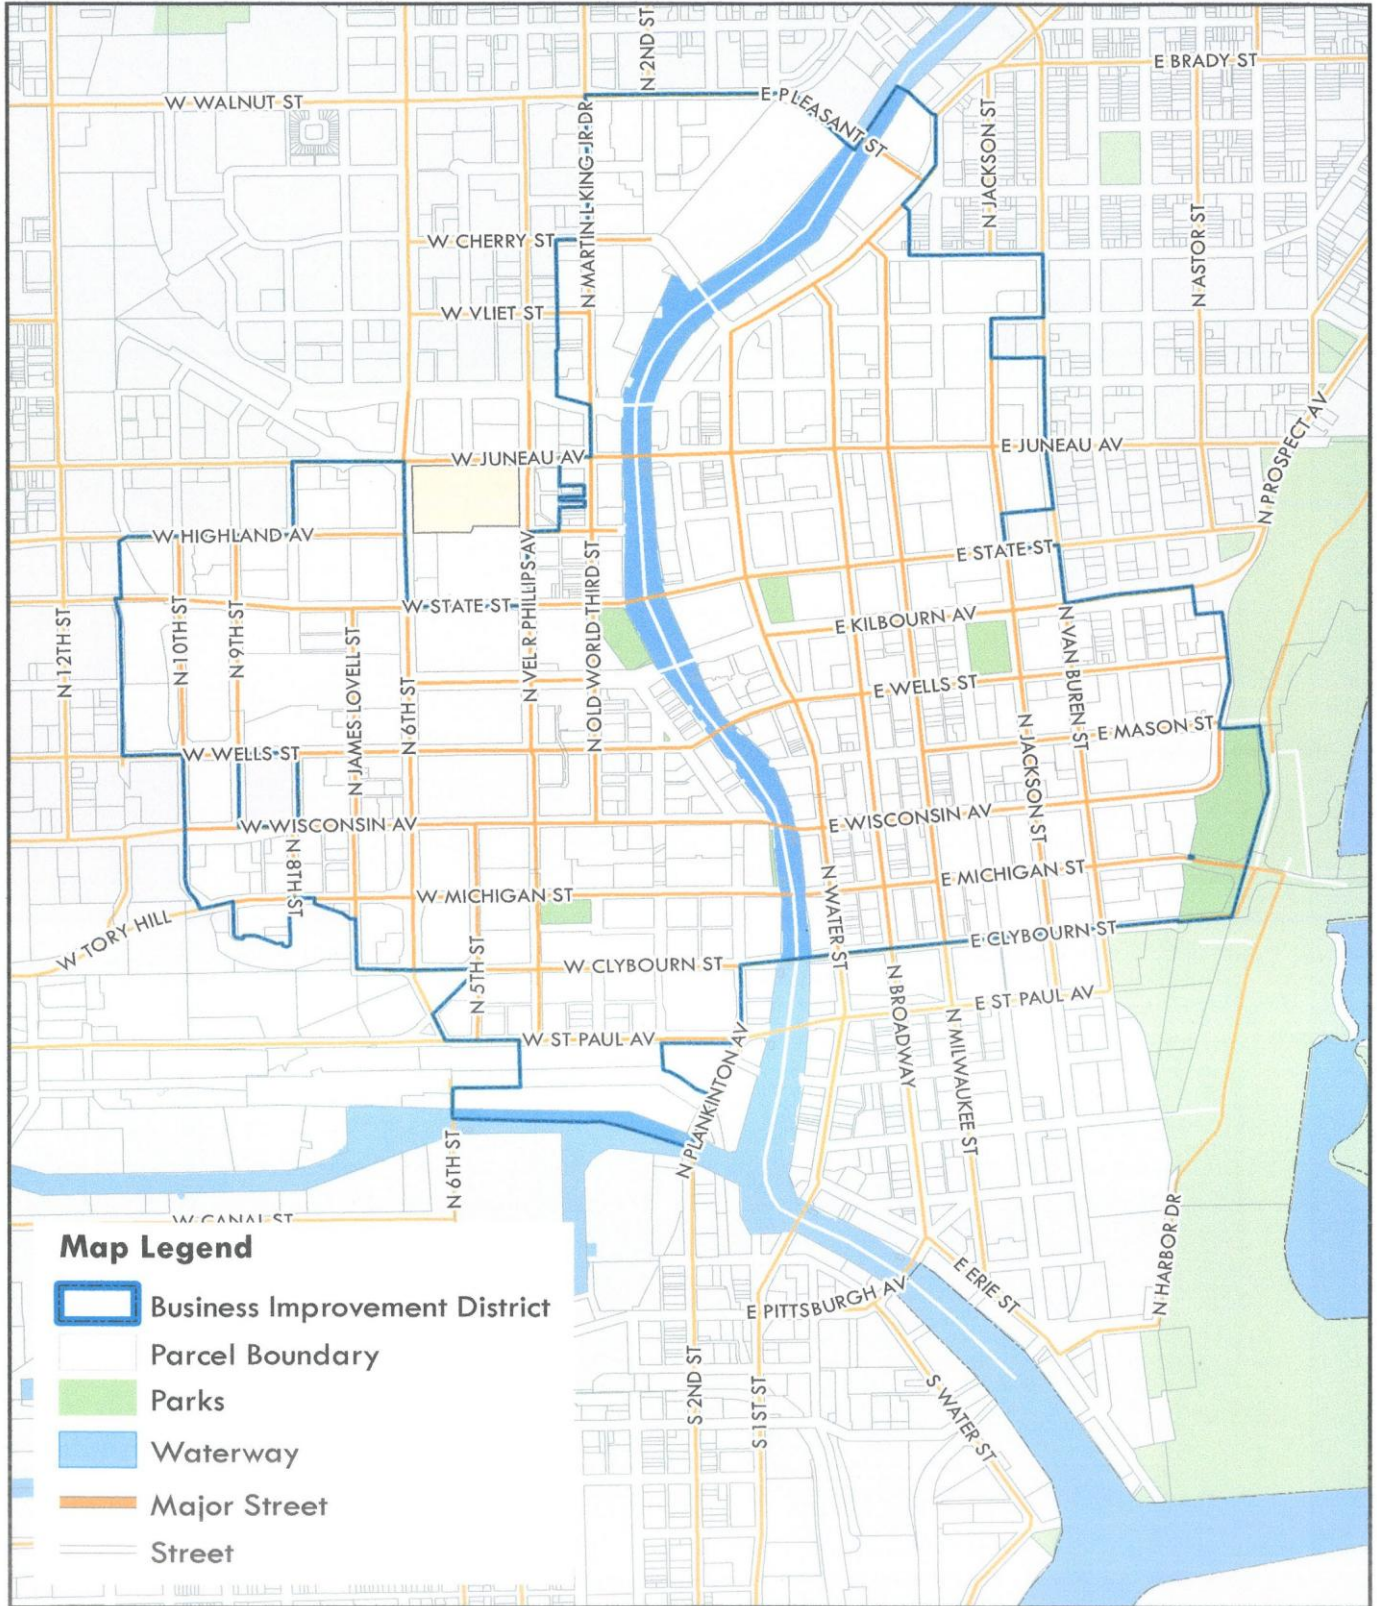 N 2ND ST
E BRADY ST
W WALNUT ST
E PLEASANT ST
N JACKSON ST
N MARTIN L KING JR DR
W CHERRY ST
N ASTOR ST
W VLIET ST
N PROSPECT AV
W JUNEAU AV
E JUNEAU AV
W HIGHLAND AV
N VEL R PHILLIPS AV
N OLD WORLD THIRD ST
E STATE ST
W STATE ST
N 12TH ST
N 10TH ST
N 9TH ST
N JAMES LOVELL ST
N 6TH ST
E KILBOURN AV
N VAN BUREN ST
E WELLS ST
N JACKSON ST
E MASON ST
W WELLS ST
W WISCONSIN AV
E WISCONSIN AV
N 8TH ST
W MICHIGAN ST
N WATER ST
E MICHIGAN ST
W TORY HILL
E CLYBOURN ST
N 5TH ST
W CLYBOURN ST
N BROADWAY
E ST PAUL AV
W ST PAUL AV
N PLANKINTON AV
N MILWAUKEE ST
N 6TH ST
W CANAL ST
N HARBOR DR
E ERIE ST
E PITTSBURGH AV
S 2ND ST
S 1ST ST
S WATER ST
Map Legend
Business Improvement District
Parcel Boundary
Parks
Waterway
Major Street
Street